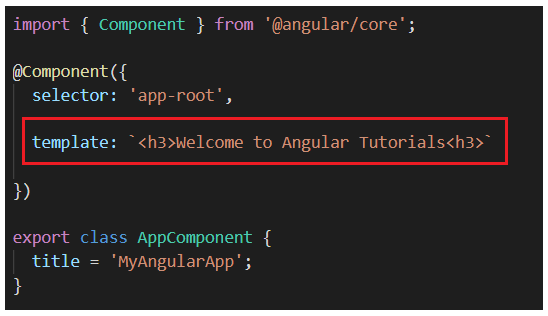 import { Component } from '@angular/core';
@Component({
selector: 'app-root',
template: `<h3>Welcome to Angular Tutorials<h3>`
})
export class AppComponent {
title = 'MyAngularApp';
}